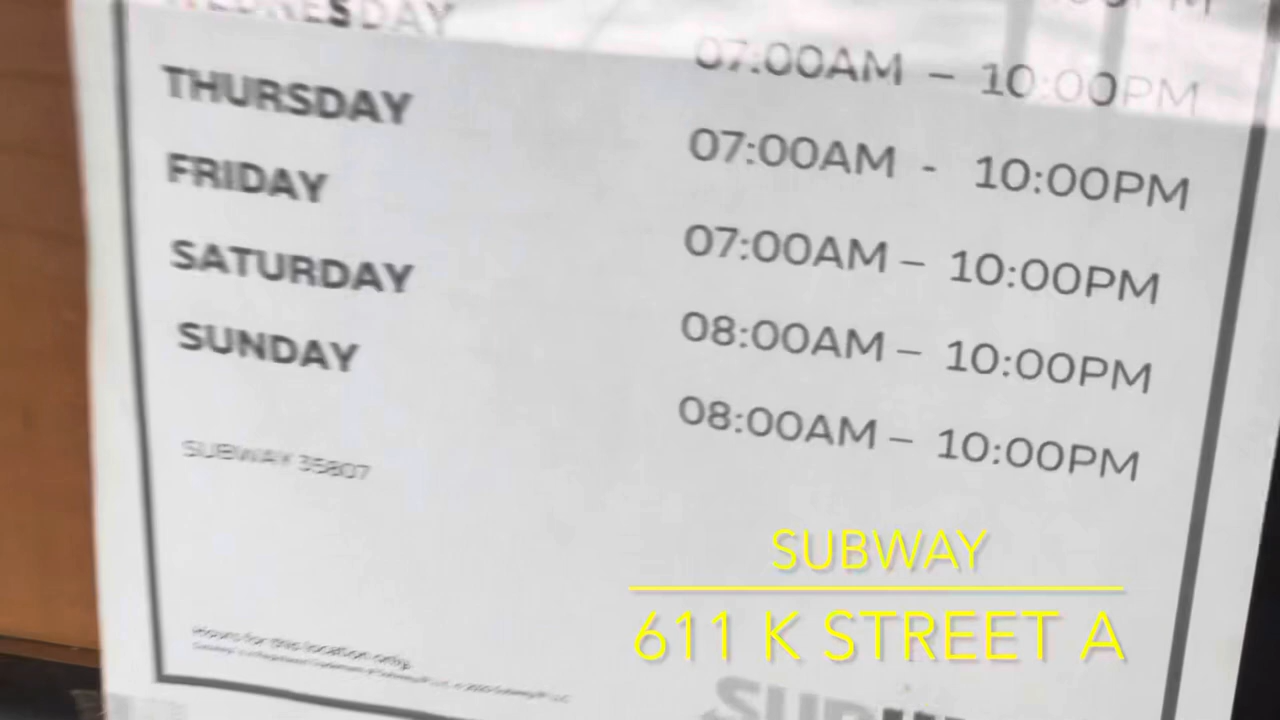 WEDNESDAY 07:00AM – 10:00PM
THURSDAY 07:00AM - 10:00PM
FRIDAY 07:00AM – 10:00PM
SATURDAY 08:00AM – 10:00PM
SUNDAY 08:00AM – 10:00PM
SUBWAY 35807
SUBWAY
611 K STREET A
Hours for this location only.